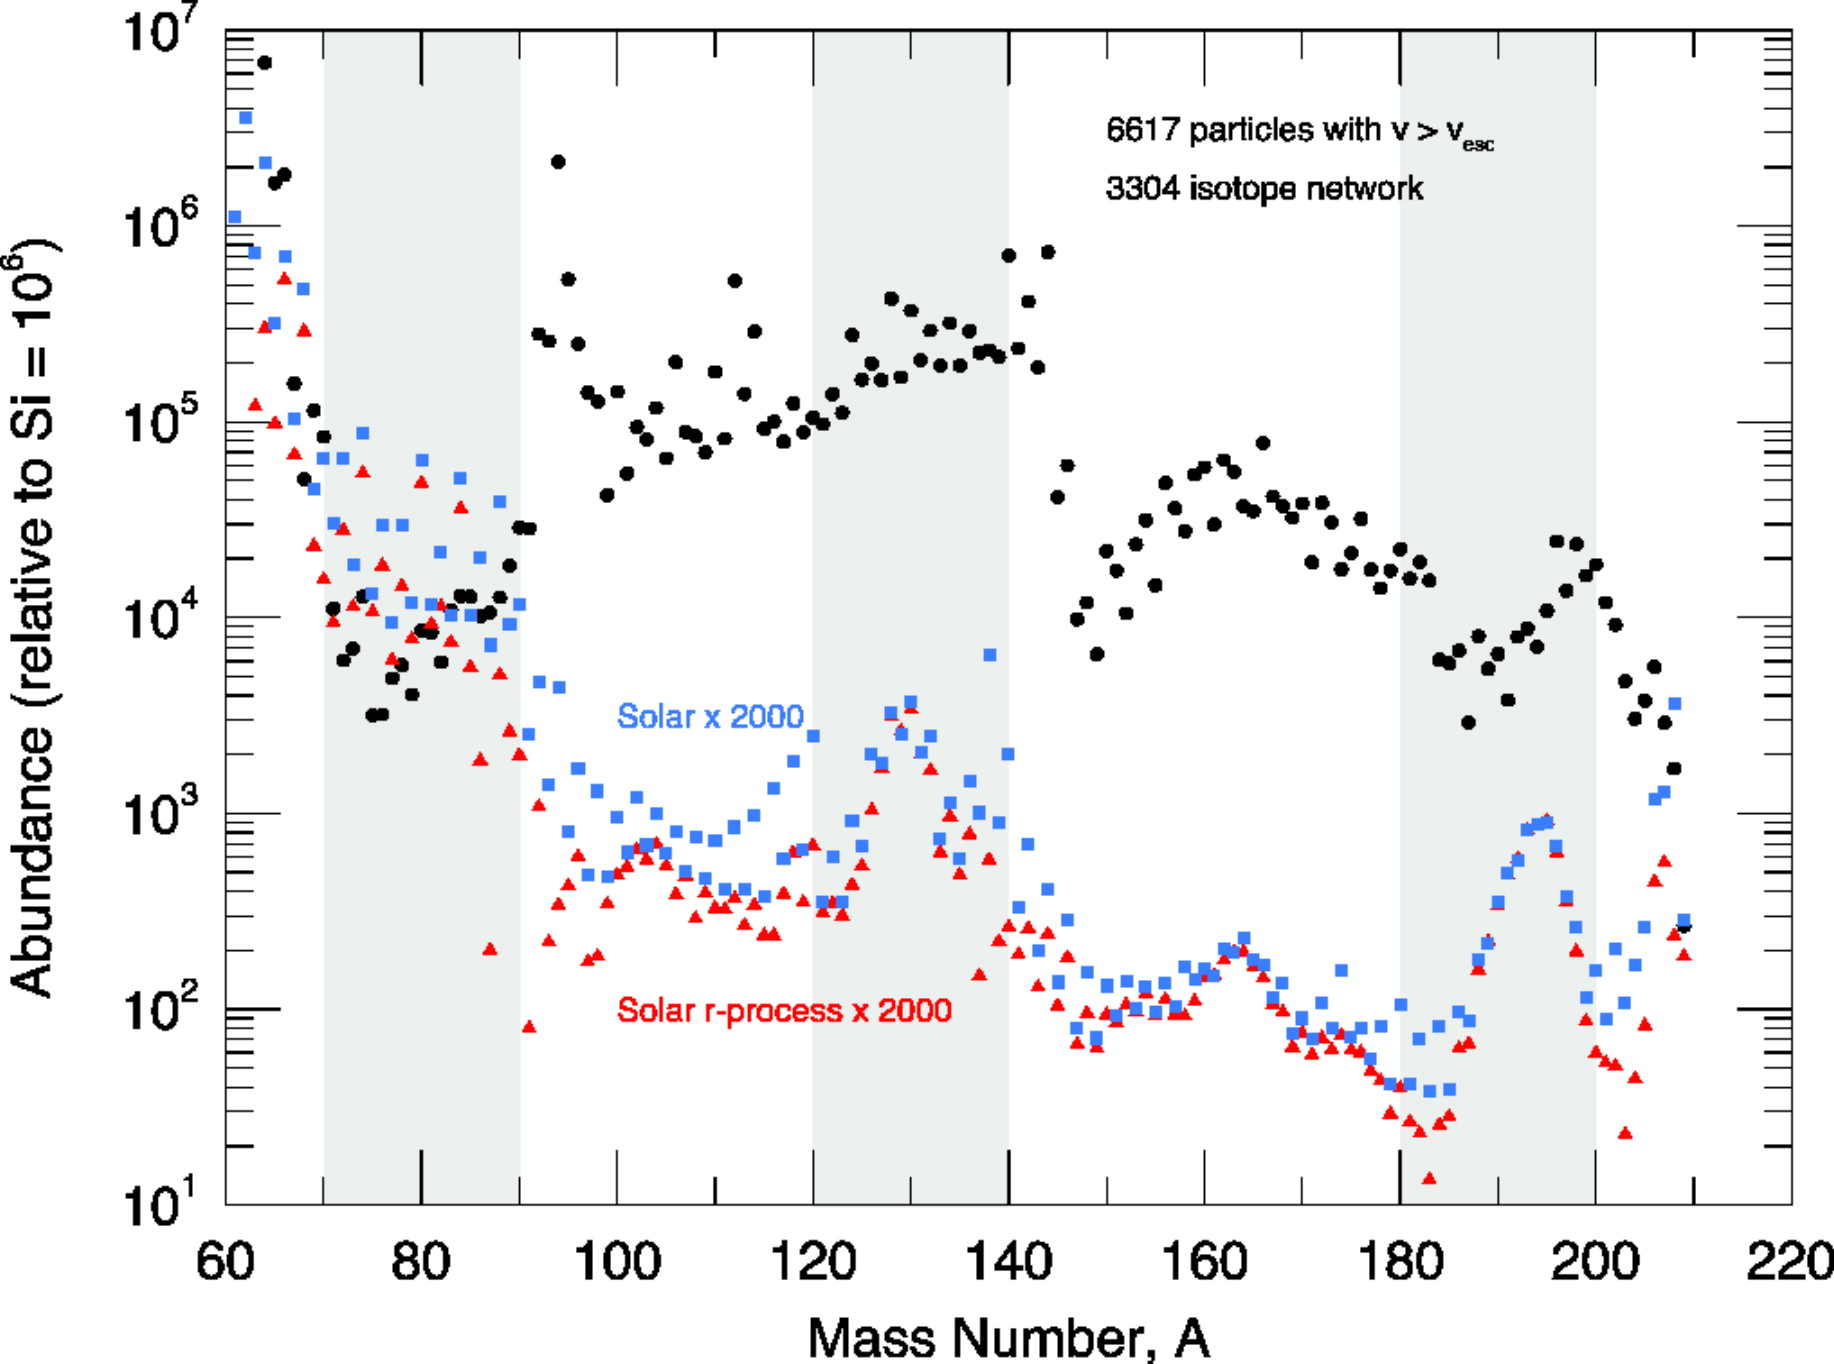 10^7
10^6
10^5
10^4
10^3
10^2
10^1
Abundance (relative to Si = 10^6)
6617 particles with v > v_esc
3304 isotope network
Solar x 2000
Solar r-process x 2000
60 80 100 120 140 160 180 200 220
Mass Number, A